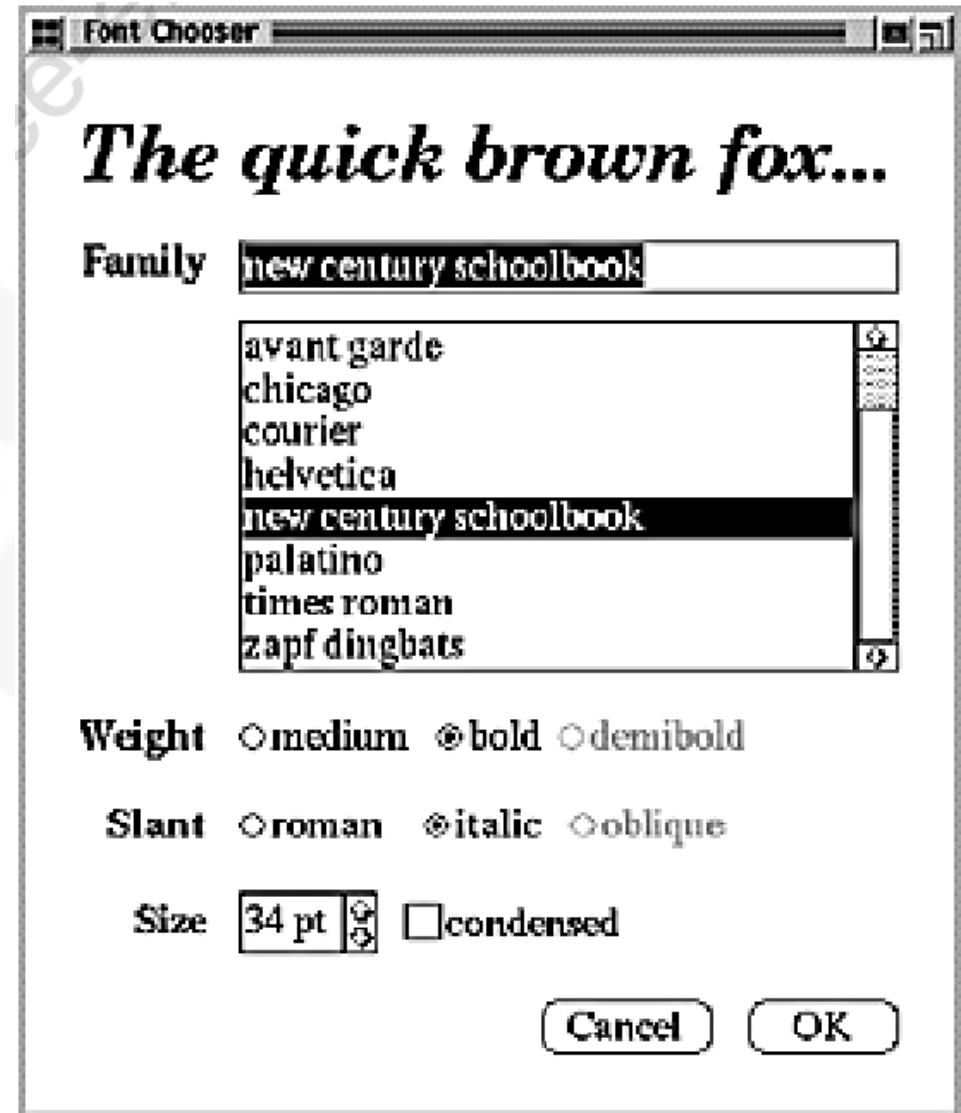 Font Chooser
The quick brown fox...
Family new century schoolbook
avant garde
chicago
courier
helvetica
new century schoolbook
palatino
times roman
zapf dingbats
Weight medium bold demibold
Slant roman italic oblique
Size 34 pt condensed
Cancel OK